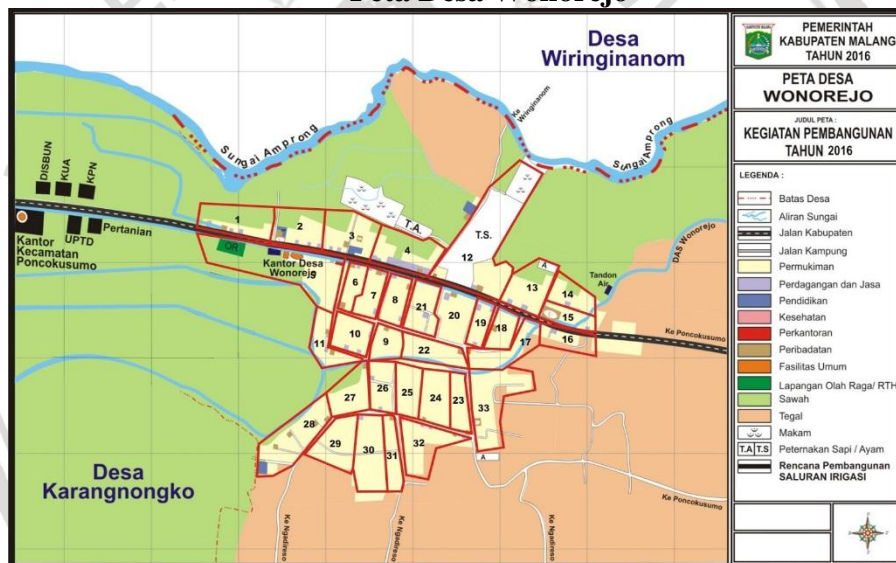 Peta Desa Wonorejo
Desa
Wiringinanom
Ke Wiringinanom
Sungai Amprong
Sungai Amprong
DISBUN
KUA
KPN
UPTD
Pertanian
Kantor
Kecamatan
Poncokusumo
OR
Kantor Desa
Wonorejo
T.A.
T.S.
A
Tandon
Air
DAS Wonorejo
Ke Poncokusumo
1
2
3
4
5
6
7
8
21
12
13
14
15
16
17
18
19
20
11
10
9
22
26
25
24
23
27
28
29
30
31
32
33
A
Desa
Karangnongko
Ke Ngadireso
Ke Ngadireso
Ke Poncokusumo
PEMERINTAH
KABUPATEN MALANG
TAHUN 2016
PETA DESA
WONOREJO
JUDUL PETA :
KEGIATAN PEMBANGUNAN
TAHUN 2016
LEGENDA :
Batas Desa
Aliran Sungai
Jalan Kabupaten
Jalan Kampung
Permukiman
Perdagangan dan Jasa
Pendidikan
Kesehatan
Perkantoran
Peribadatan
Fasilitas Umum
Lapangan Olah Raga/ RTH
Sawah
Tegal
Makam
T.A T.S Peternakan Sapi / Ayam
Rencana Pembangunan
SALURAN IRIGASI